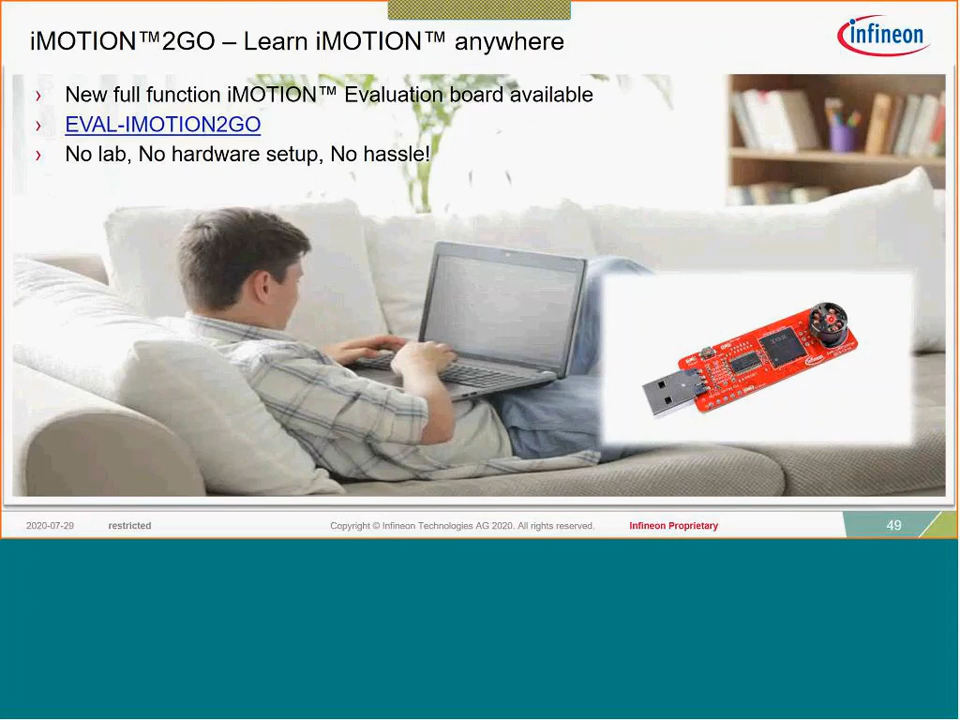 iMOTION™2GO – Learn iMOTION™ anywhere
infineon
› New full function iMOTION™ Evaluation board available
› EVAL-IMOTION2GO
› No lab, No hardware setup, No hassle!
2020-07-29 restricted Copyright © Infineon Technologies AG 2020. All rights reserved. Infineon Proprietary 49